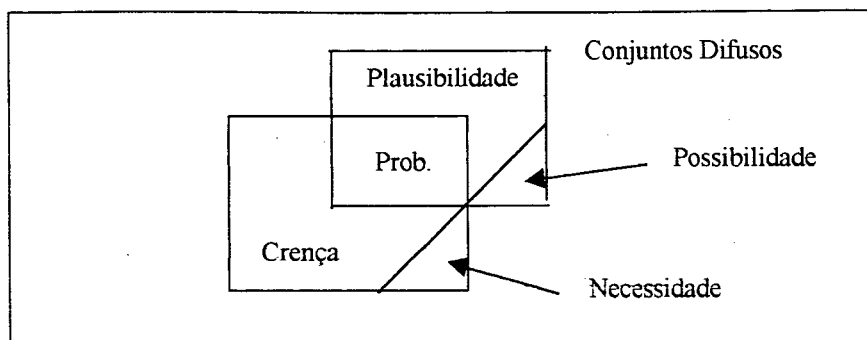 Conjuntos Difusos
Plausibilidade
Prob.
Possibilidade
Crença
Necessidade